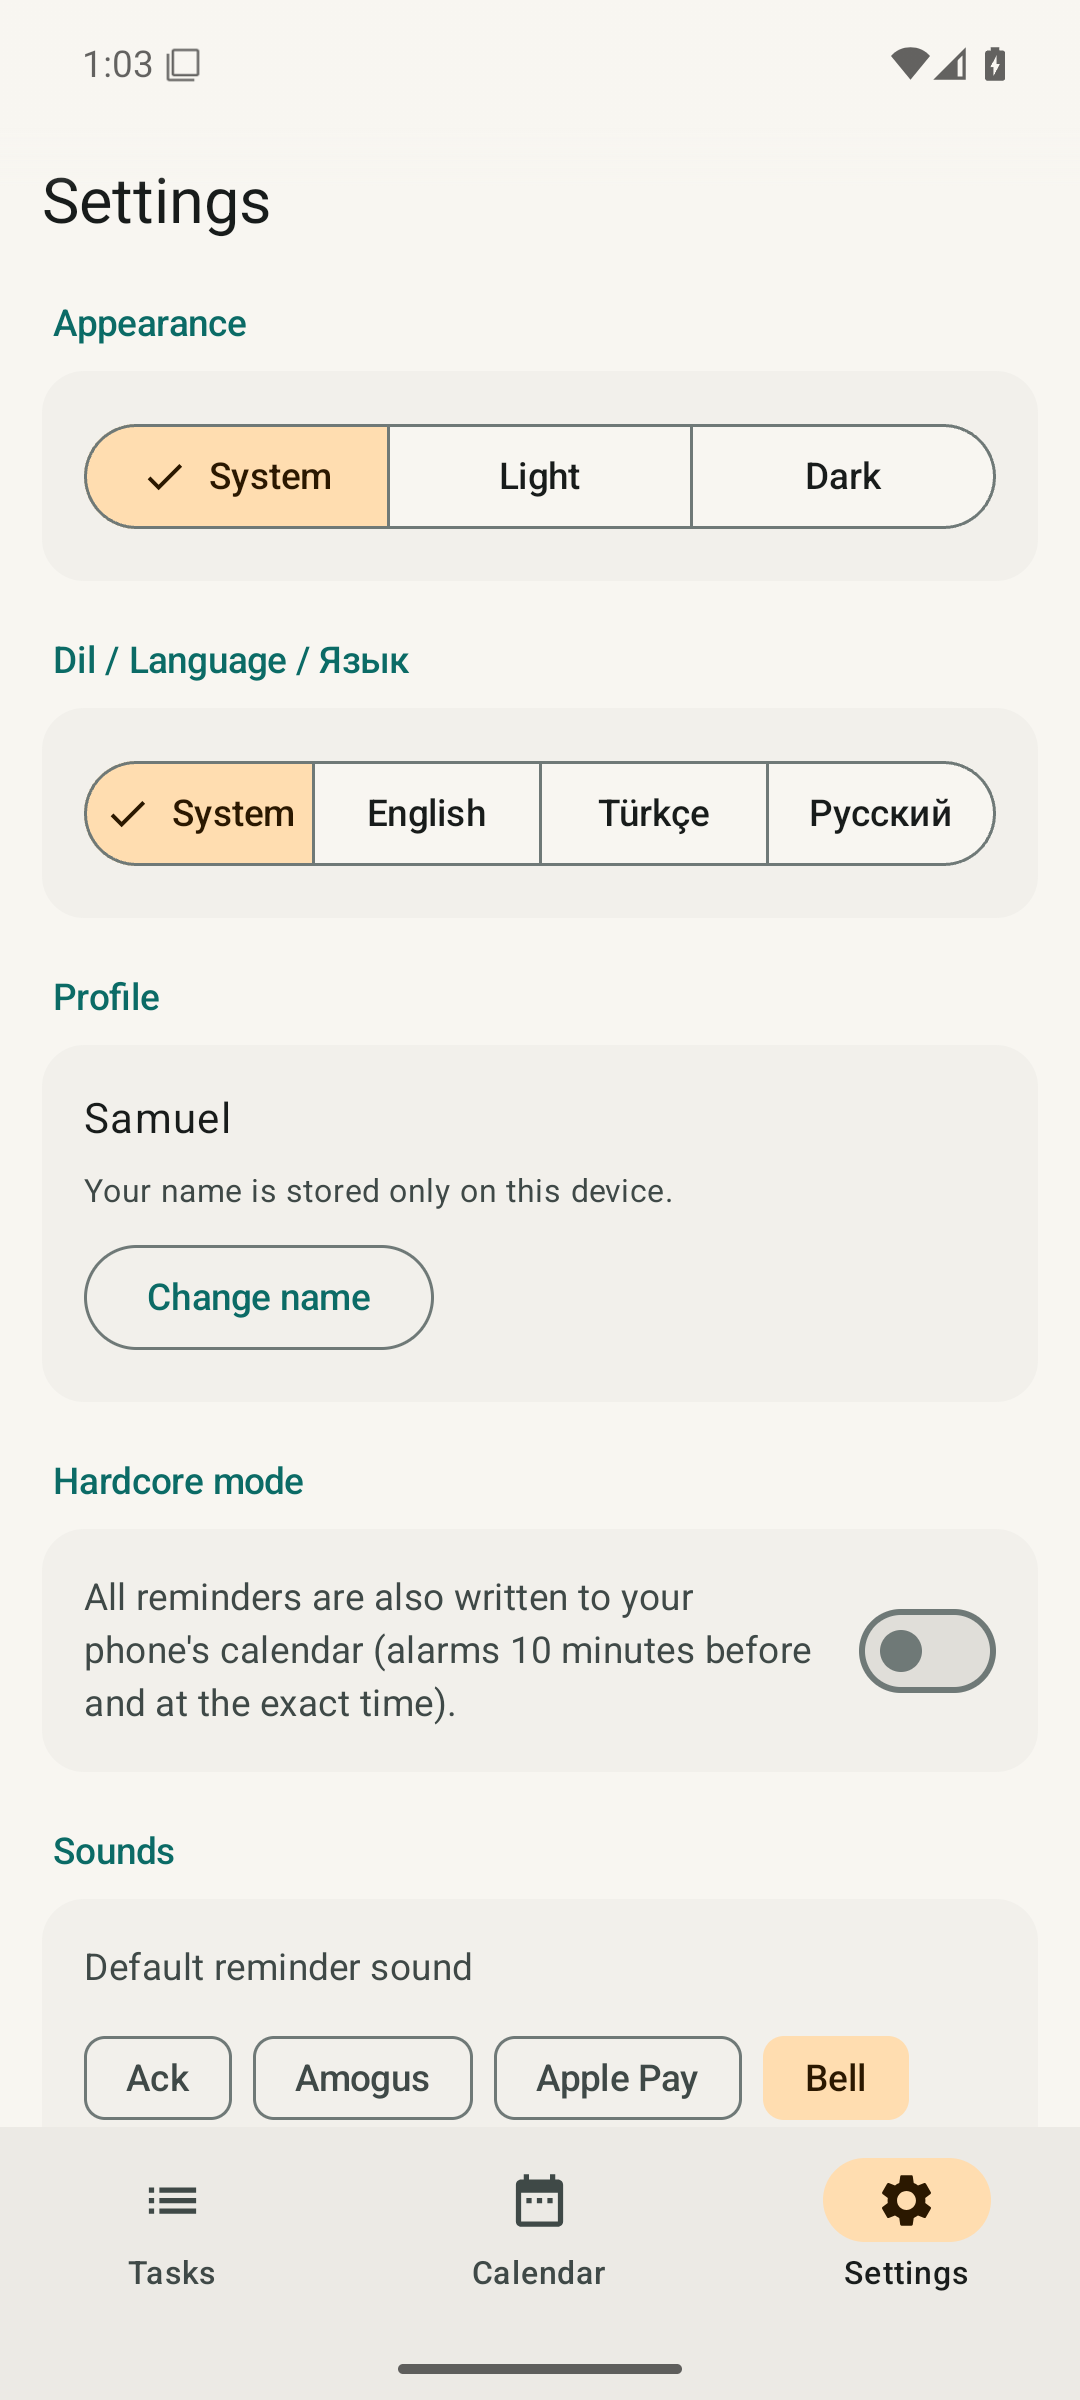 1:03
Settings
Appearance
System
Light
Dark
Dil / Language / Язык
System
English
Türkçe
Русский
Profile
Samuel
Your name is stored only on this device.
Change name
Hardcore mode
All reminders are also written to your
phone's calendar (alarms 10 minutes before
and at the exact time).
Sounds
Default reminder sound
Ack
Amogus
Apple Pay
Bell
Tasks
Calendar
Settings